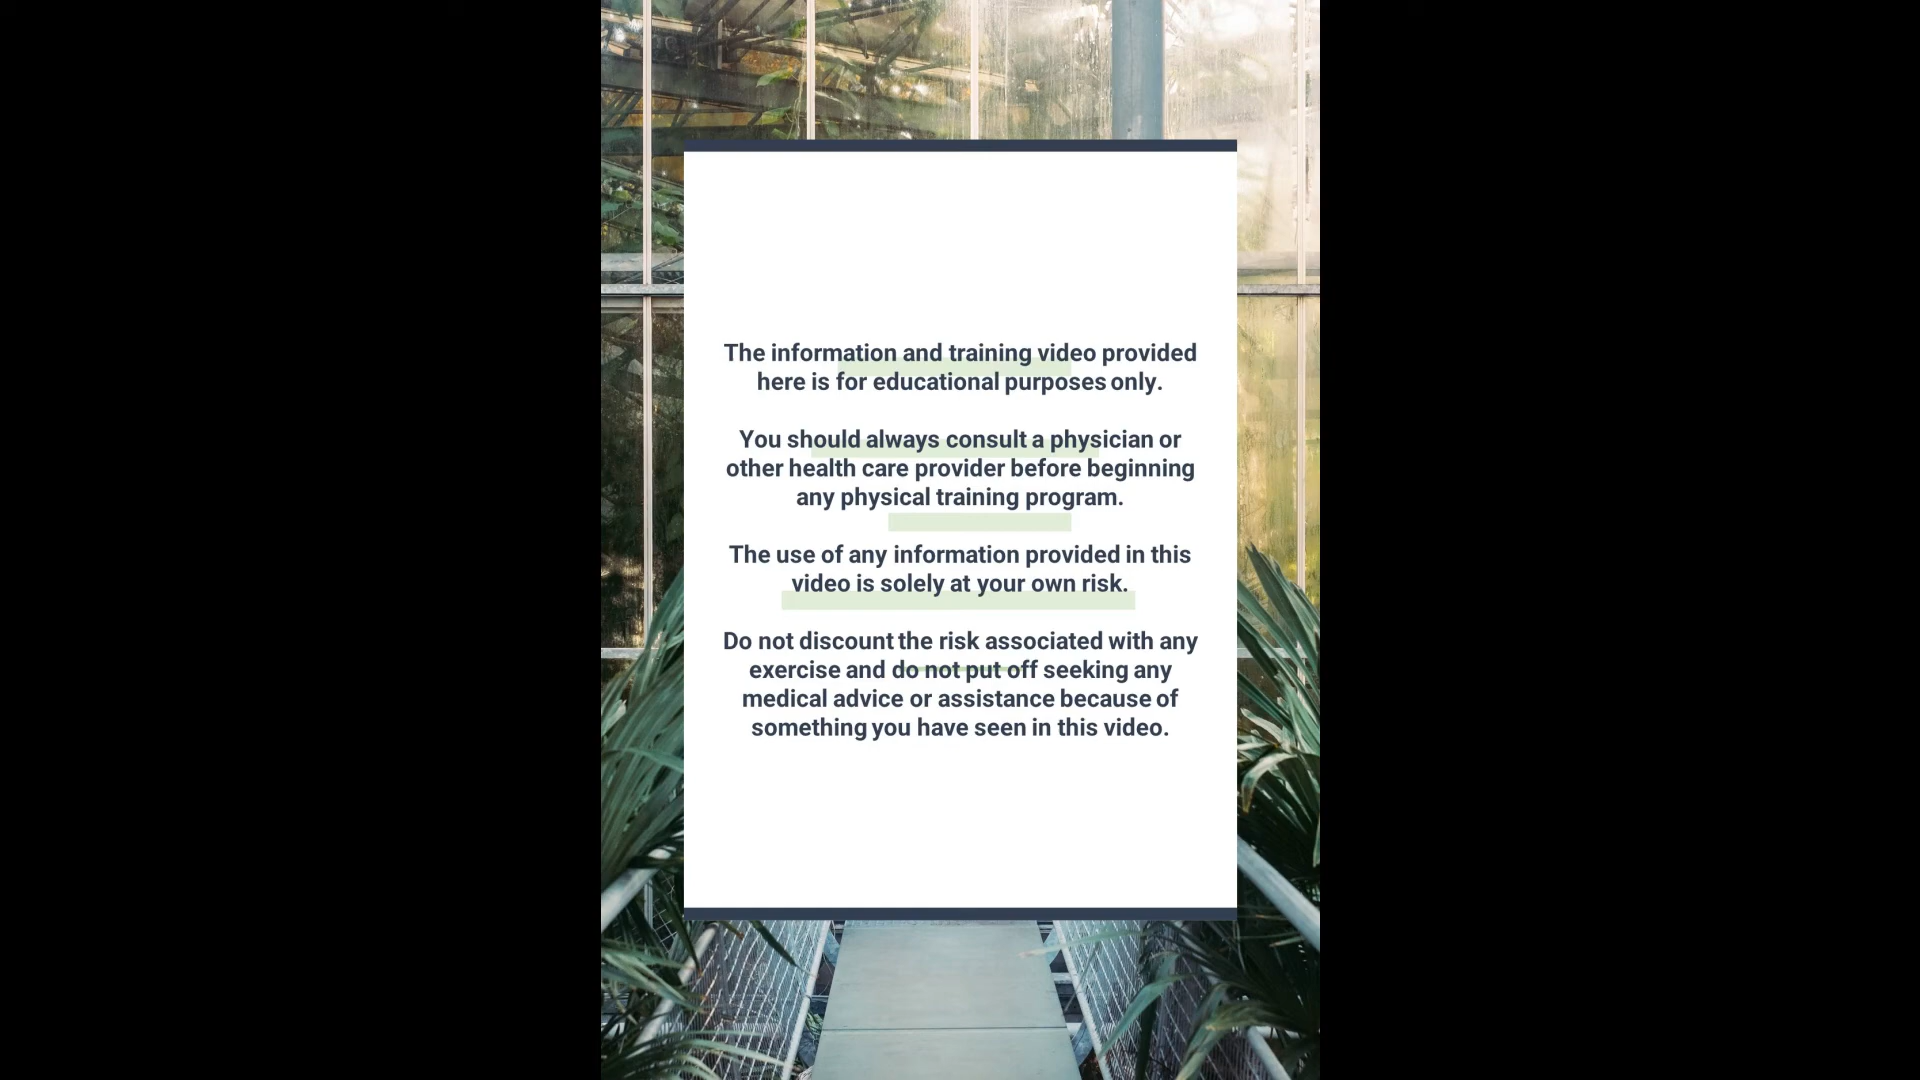 The information and training video provided
here is for educational purposes only.
You should always consult a physician or
other health care provider before beginning
any physical training program.
The use of any information provided in this
video is solely at your own risk.
Do not discount the risk associated with any
exercise and do not put off seeking any
medical advice or assistance because of
something you have seen in this video.